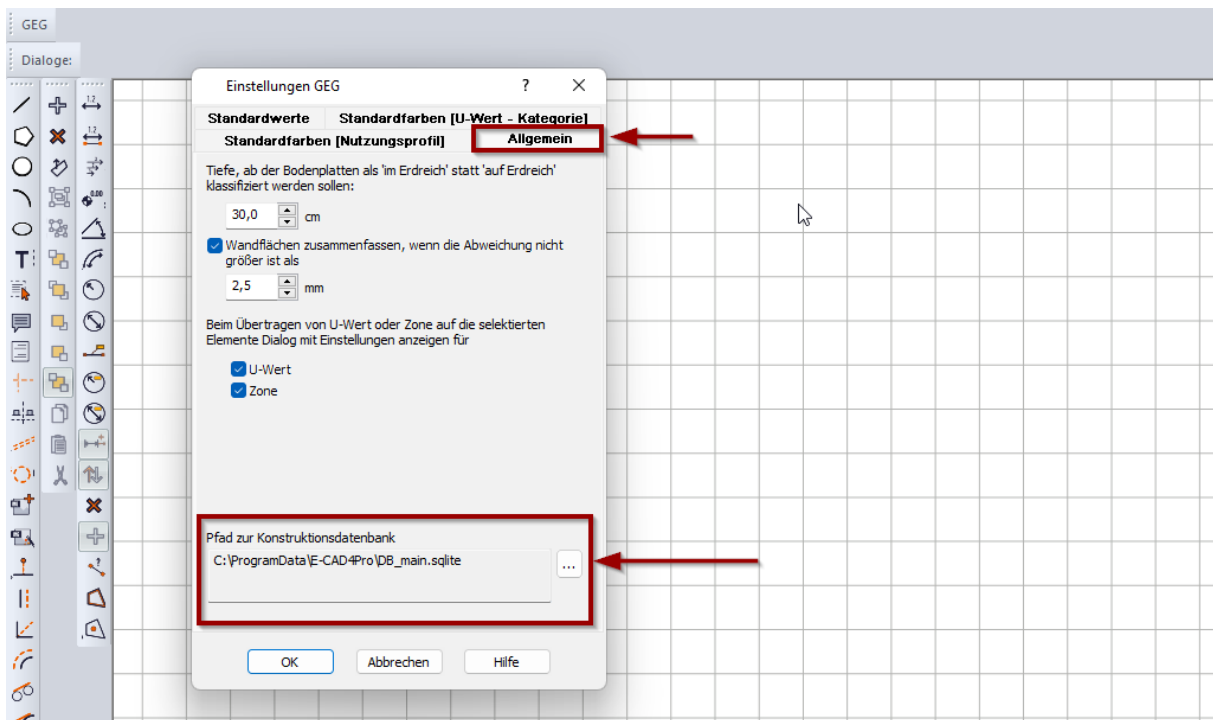 GEG
Dialoge:
Einstellungen GEG
?
Standardwerte
Standardfarben [U-Wert - Kategorie]
Standardfarben [Nutzungsprofil]
Allgemein
Tiefe, ab der Bodenplatten als 'im Erdreich' statt 'auf Erdreich'
klassifiziert werden sollen:
30,0
cm
Wandflächen zusammenfassen, wenn die Abweichung nicht
größer ist als
2,5
mm
Beim Übertragen von U-Wert oder Zone auf die selektierten
Elemente Dialog mit Einstellungen anzeigen für
U-Wert
Zone
Pfad zur Konstruktionsdatenbank
C:\ProgramData\E-CAD4Pro\DB_main.sqlite
...
OK
Abbrechen
Hilfe